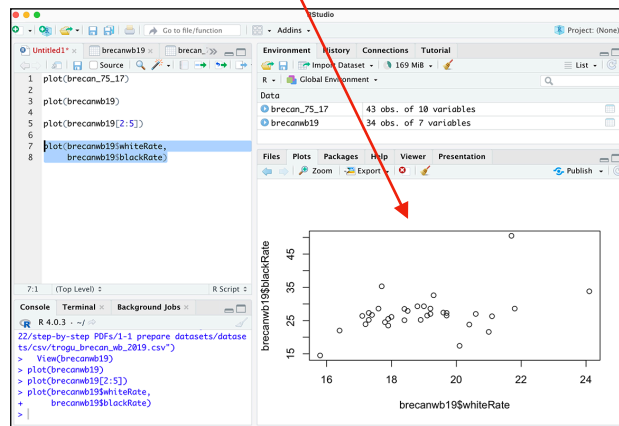 RStudio
Go to file/function
Addins
Project: (None)
Untitled1*
brecanwb19
brecan_7
Source
1 plot(brecan_75_17)
2
3 plot(brecanwb19)
4
5 plot(brecanwb19[2:5])
6
7 plot(brecanwb19$whiteRate,
8 brecanwb19$blackRate)
7:1 (Top Level) R Script
Console Terminal Background Jobs
R 4.0.3 · ~/
22/step-by-step PDFs/1-1 prepare datasets/datase
ts/csv/trogu_brecan_wb_2019.csv")
> View(brecanwb19)
> plot(brecanwb19)
> plot(brecanwb19[2:5])
> plot(brecanwb19$whiteRate,
+ brecanwb19$blackRate)
>
Environment History Connections Tutorial
Import Dataset 169 MiB List
R Global Environment
Data
brecan_75_17 43 obs. of 10 variables
brecanwb19 34 obs. of 7 variables
Files Plots Packages Help Viewer Presentation
Zoom Export Publish
brecanwb19$blackRate
45
35
25
15
16 18 20 22 24
brecanwb19$whiteRate